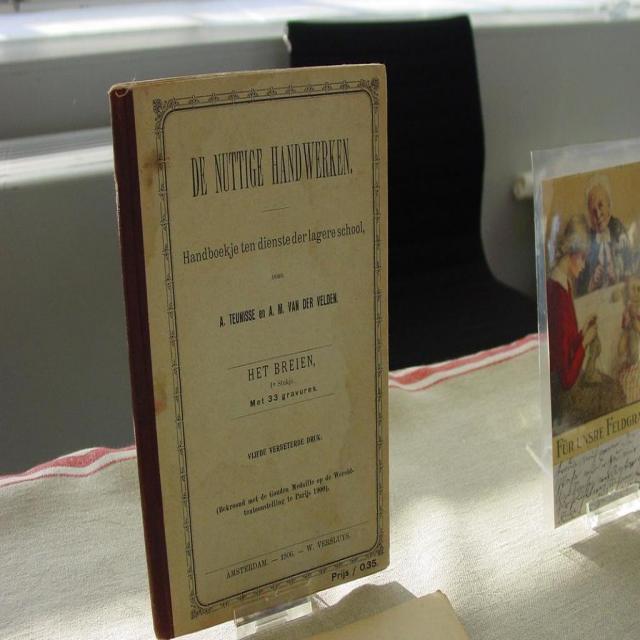 DE NUTTIGE HANDWERKEN.
Handboekje ten dienste der lagere school,
DOOR
A. TEUNISSE en A. M. VAN DER VELDEN.
HET BREIEN,
1e Stukje.
Met 33 gravures.
VIJFDE VERBETERDE DRUK.
(Bekroond met de Gouden Medaille op de Wereld-
tentoonstelling te Parijs 1900).
AMSTERDAM. — 1906. — W. VERSLUYS.
Prijs f 0.35.
FÜR UNSRE FELDGR